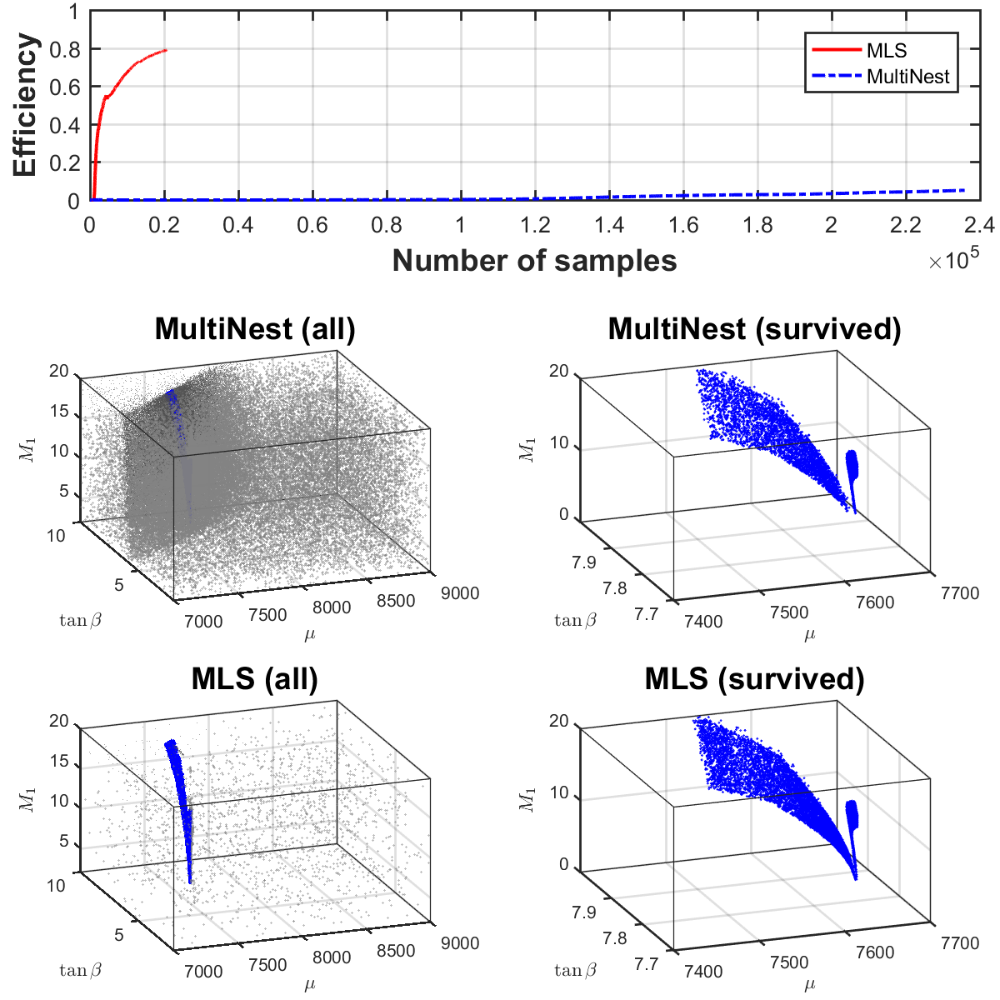 1
0.8
0.6
0.4
0.2
0
Efficiency
MLS
MultiNest
0 0.2 0.4 0.6 0.8 1 1.2 1.4 1.6 1.8 2 2.2 2.4
Number of samples
×10⁵
MultiNest (all)
20
15
10
5
M₁
10
5
tan β
7000 7500 8000 8500 9000
μ
MultiNest (survived)
20
10
0
M₁
7.9
7.8
7.7
tan β
7400 7500 7600 7700
μ
MLS (all)
20
15
10
5
M₁
10
5
tan β
7000 7500 8000 8500 9000
μ
MLS (survived)
20
10
0
M₁
7.9
7.8
7.7
tan β
7400 7500 7600 7700
μ